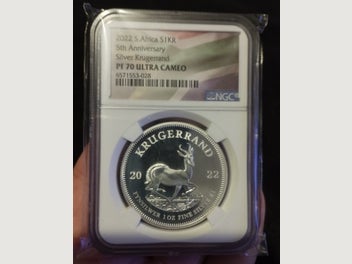 2022 S.Africa S1KR
5th Anniversary
Silver Krugerrand
PF 70 ULTRA CAMEO
6571553-028
NGC
KRUGERRAND
20 22
FYNSILWER 1 OZ FINE SILVER